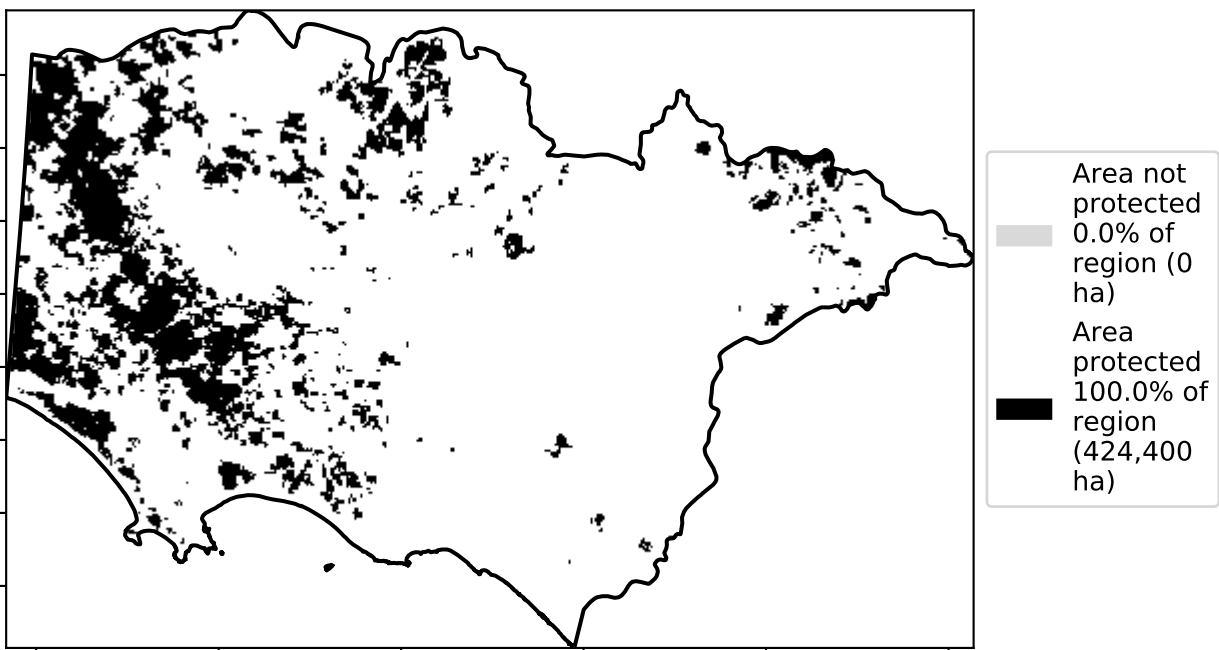 Area not
protected
0.0% of
region (0
ha)
Area
protected
100.0% of
region
(424,400
ha)